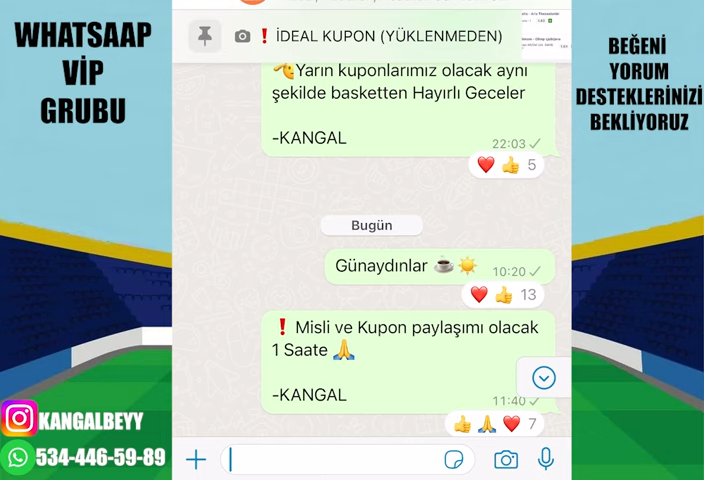 WHATSAAP
VİP
GRUBU
İDEAL KUPON (YÜKLENMEDEN)
Yarın kuponlarımız olacak aynı
şekilde basketten Hayırlı Geceler
-KANGAL
22:03
5
Bugün
Günaydınlar
10:20
13
Misli ve Kupon paylaşımı olacak
1 Saate
-KANGAL
11:40
7
BEĞENİ
YORUM
DESTEKLERİNİZİ
BEKLİYORUZ
KANGALBEYY
534-446-59-89